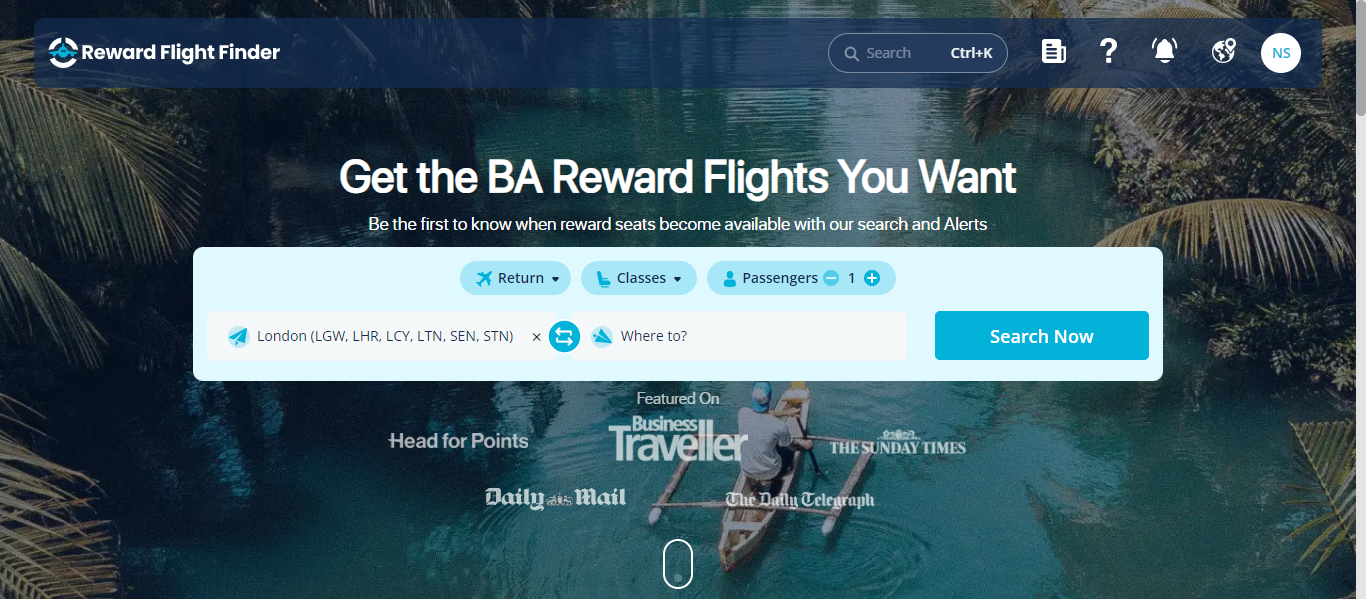 Reward Flight Finder
Search Ctrl+K
NS
Get the BA Reward Flights You Want
Be the first to know when reward seats become available with our search and Alerts
Return
Classes
Passengers 1
London (LGW, LHR, LCY, LTN, SEN, STN)
Where to?
Search Now
Featured On
Head for Points
Business
Traveller
THE SUNDAY TIMES
Daily Mail
The Daily Telegraph